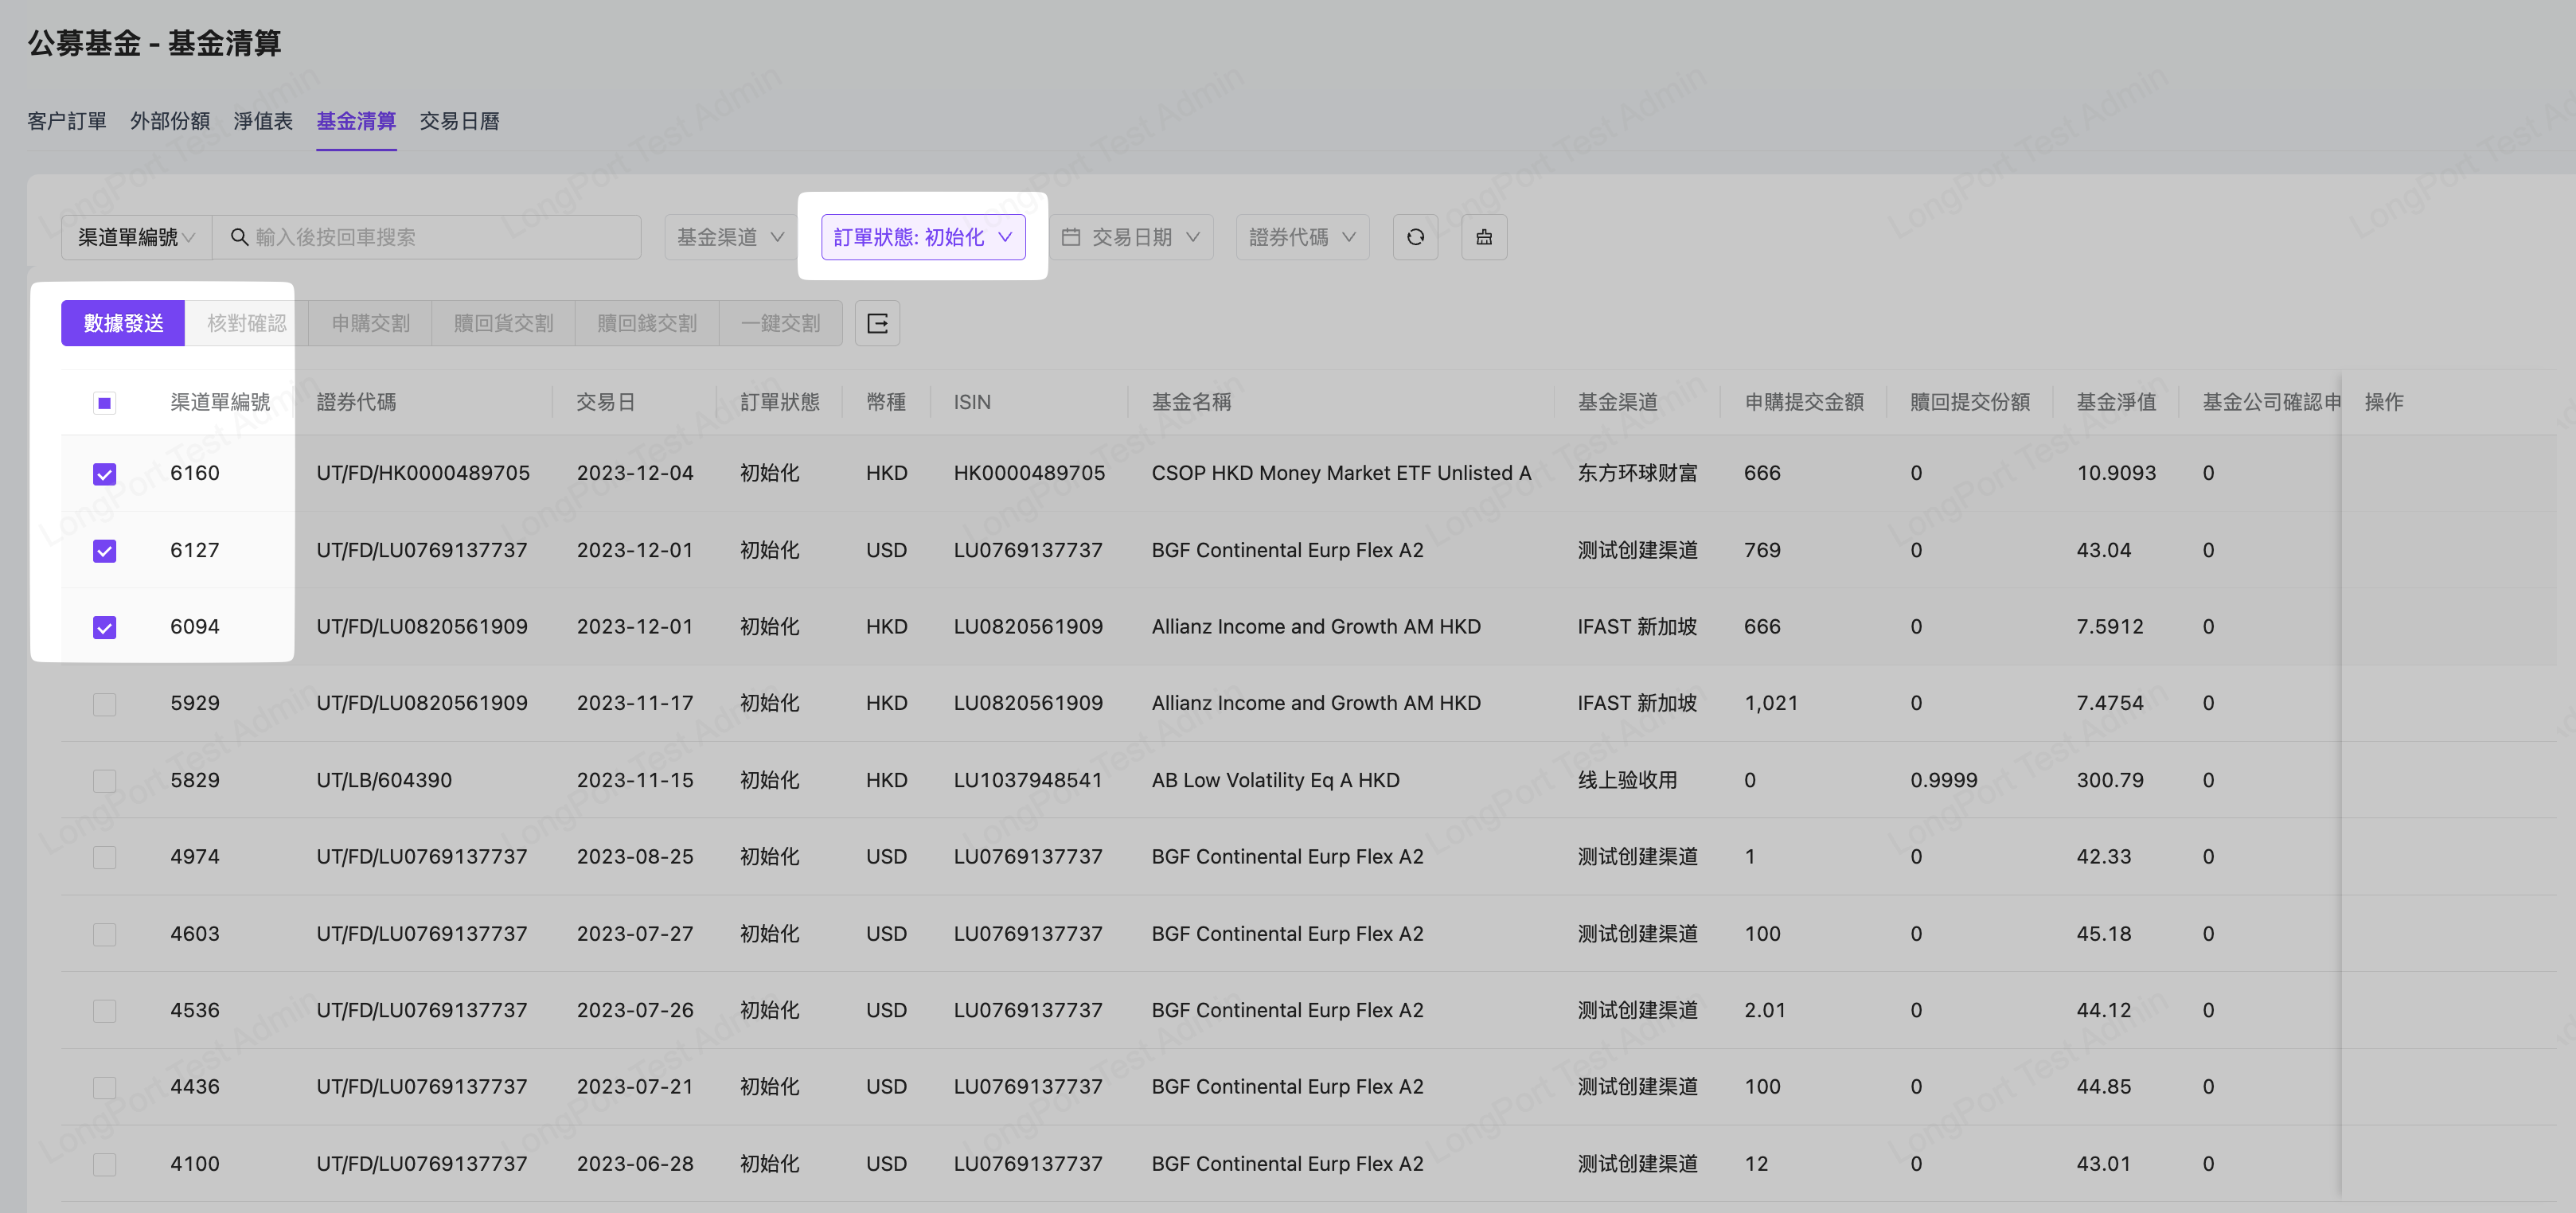 公募基金 - 基金清算
客户訂單 外部份額 淨值表 基金清算 交易日曆
渠道單編號 輸入後按回車搜索 基金渠道 訂單狀態: 初始化 交易日期 證券代碼
數據發送 核對確認 申購交割 贖回貨交割 贖回錢交割 一鍵交割
渠道單編號 證券代碼 交易日 訂單狀態 幣種 ISIN 基金名稱 基金渠道 申購提交金額 贖回提交份額 基金淨值 基金公司確認申 操作
6160 UT/FD/HK0000489705 2023-12-04 初始化 HKD HK0000489705 CSOP HKD Money Market ETF Unlisted A 东方环球财富 666 0 10.9093 0
6127 UT/FD/LU0769137737 2023-12-01 初始化 USD LU0769137737 BGF Continental Eurp Flex A2 测试创建渠道 769 0 43.04 0
6094 UT/FD/LU0820561909 2023-12-01 初始化 HKD LU0820561909 Allianz Income and Growth AM HKD IFAST 新加坡 666 0 7.5912 0
5929 UT/FD/LU0820561909 2023-11-17 初始化 HKD LU0820561909 Allianz Income and Growth AM HKD IFAST 新加坡 1,021 0 7.4754 0
5829 UT/LB/604390 2023-11-15 初始化 HKD LU1037948541 AB Low Volatility Eq A HKD 线上验收用 0 0.9999 300.79 0
4974 UT/FD/LU0769137737 2023-08-25 初始化 USD LU0769137737 BGF Continental Eurp Flex A2 测试创建渠道 1 0 42.33 0
4603 UT/FD/LU0769137737 2023-07-27 初始化 USD LU0769137737 BGF Continental Eurp Flex A2 测试创建渠道 100 0 45.18 0
4536 UT/FD/LU0769137737 2023-07-26 初始化 USD LU0769137737 BGF Continental Eurp Flex A2 测试创建渠道 2.01 0 44.12 0
4436 UT/FD/LU0769137737 2023-07-21 初始化 USD LU0769137737 BGF Continental Eurp Flex A2 测试创建渠道 100 0 44.85 0
4100 UT/FD/LU0769137737 2023-06-28 初始化 USD LU0769137737 BGF Continental Eurp Flex A2 测试创建渠道 12 0 43.01 0
LongPort Test Admin